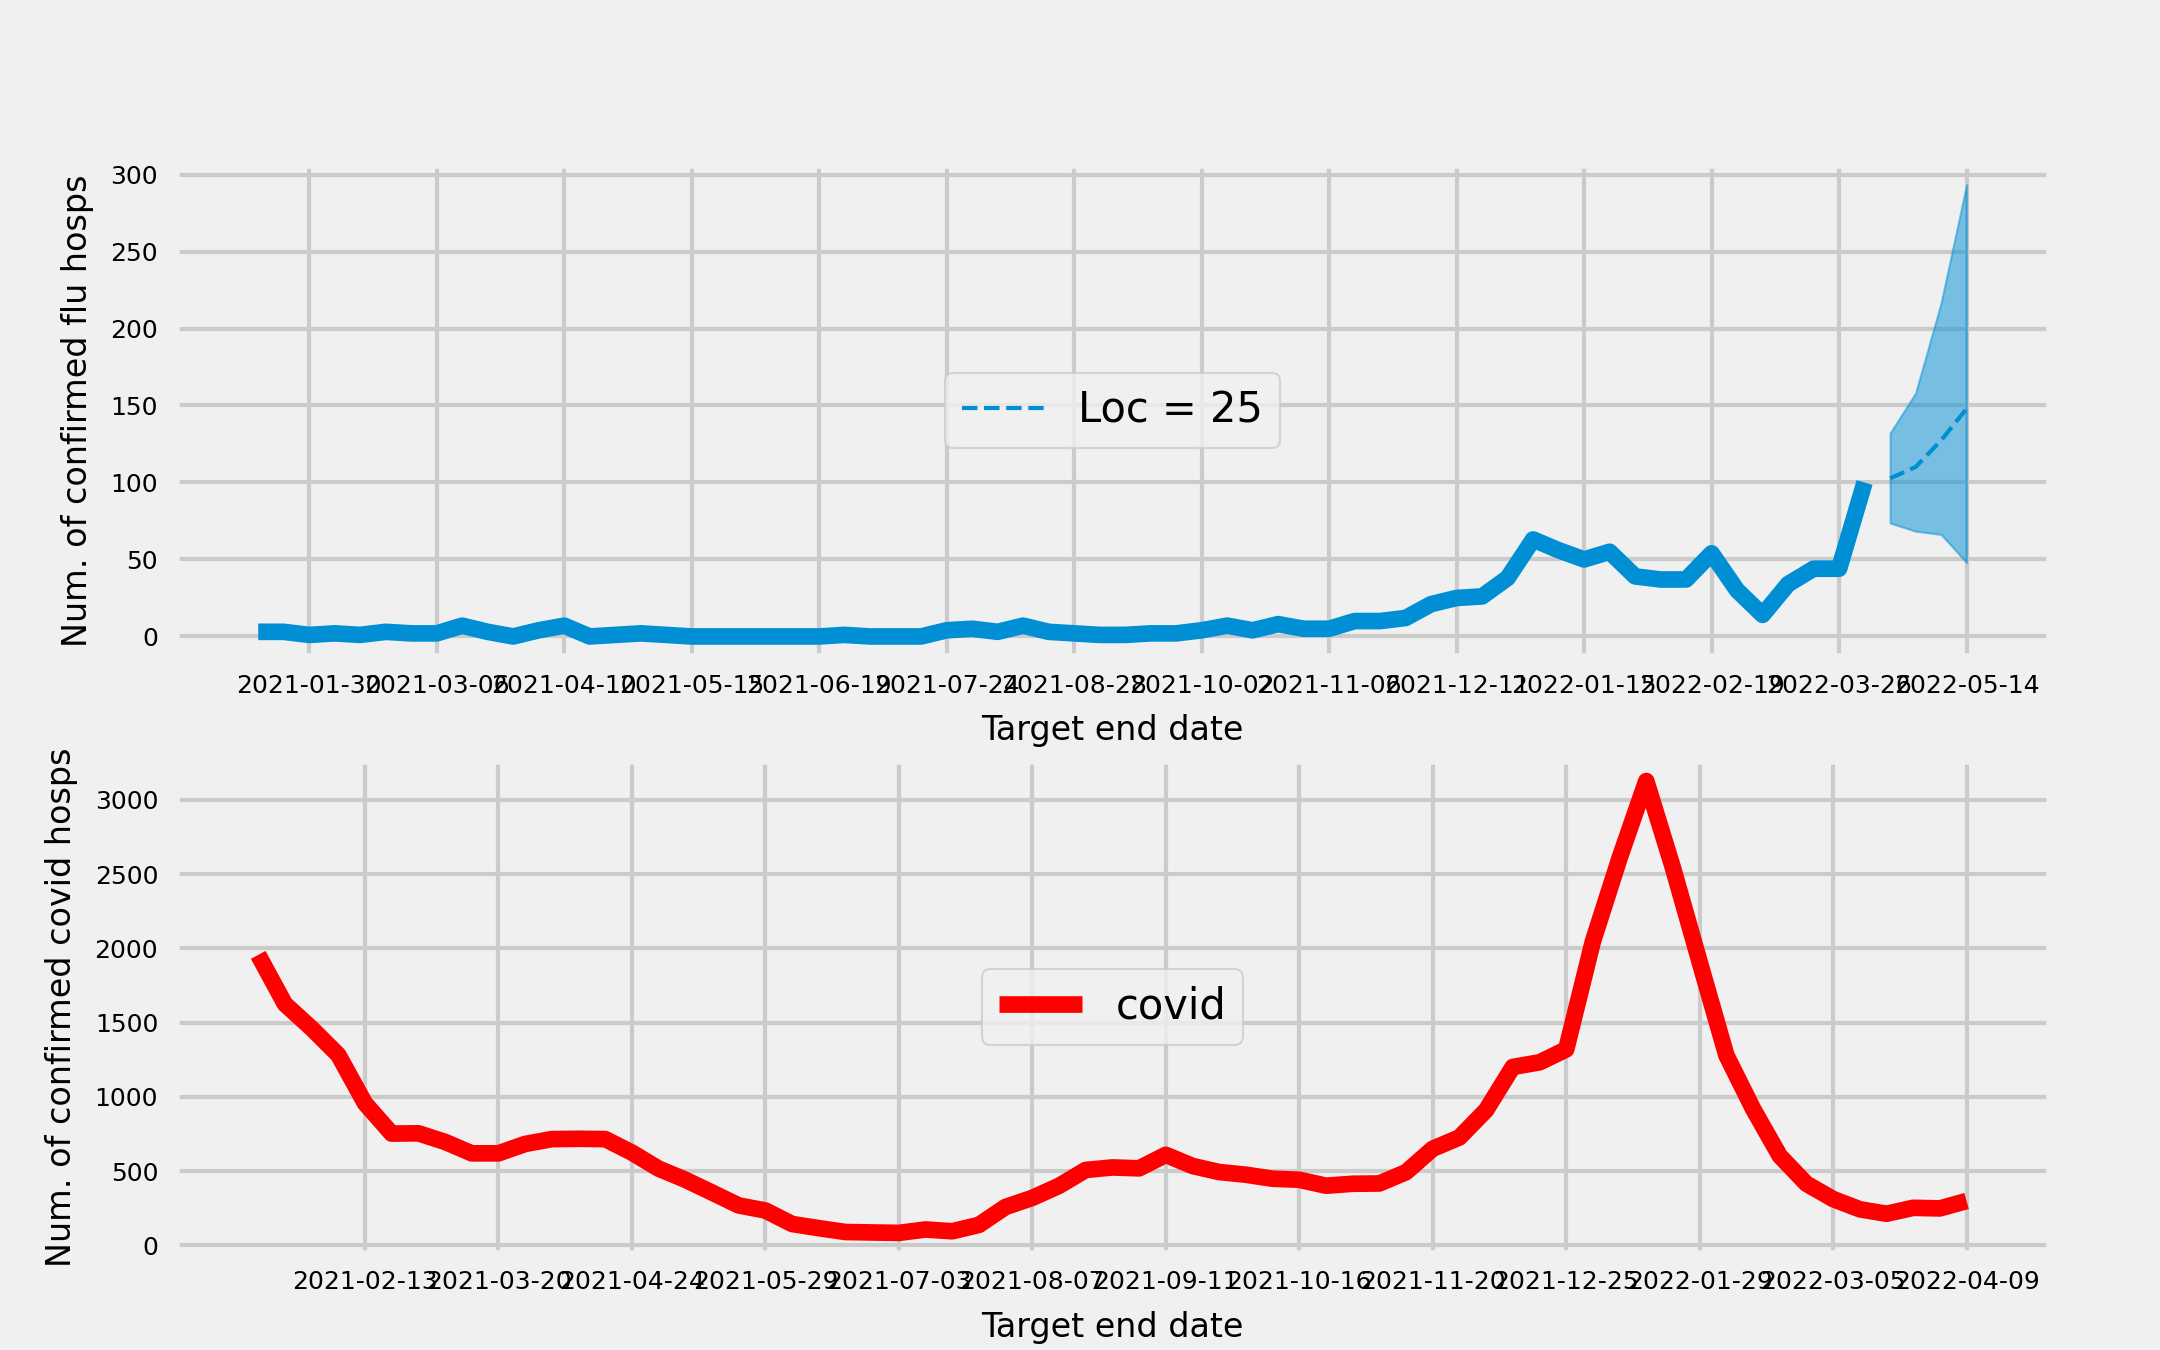 Num. of confirmed flu hosps
300
250
200
150
100
50
0
Loc = 25
2021-01-30 2021-03-06 2021-04-10 2021-05-15 2021-06-19 2021-07-24 2021-08-28 2021-10-02 2021-11-06 2021-12-11 2022-01-15 2022-02-19 2022-03-26 2022-05-14
Target end date
Num. of confirmed covid hosps
3000
2500
2000
1500
1000
500
0
covid
2021-02-13 2021-03-20 2021-04-24 2021-05-29 2021-07-03 2021-08-07 2021-09-11 2021-10-16 2021-11-20 2021-12-25 2022-01-29 2022-03-05 2022-04-09
Target end date